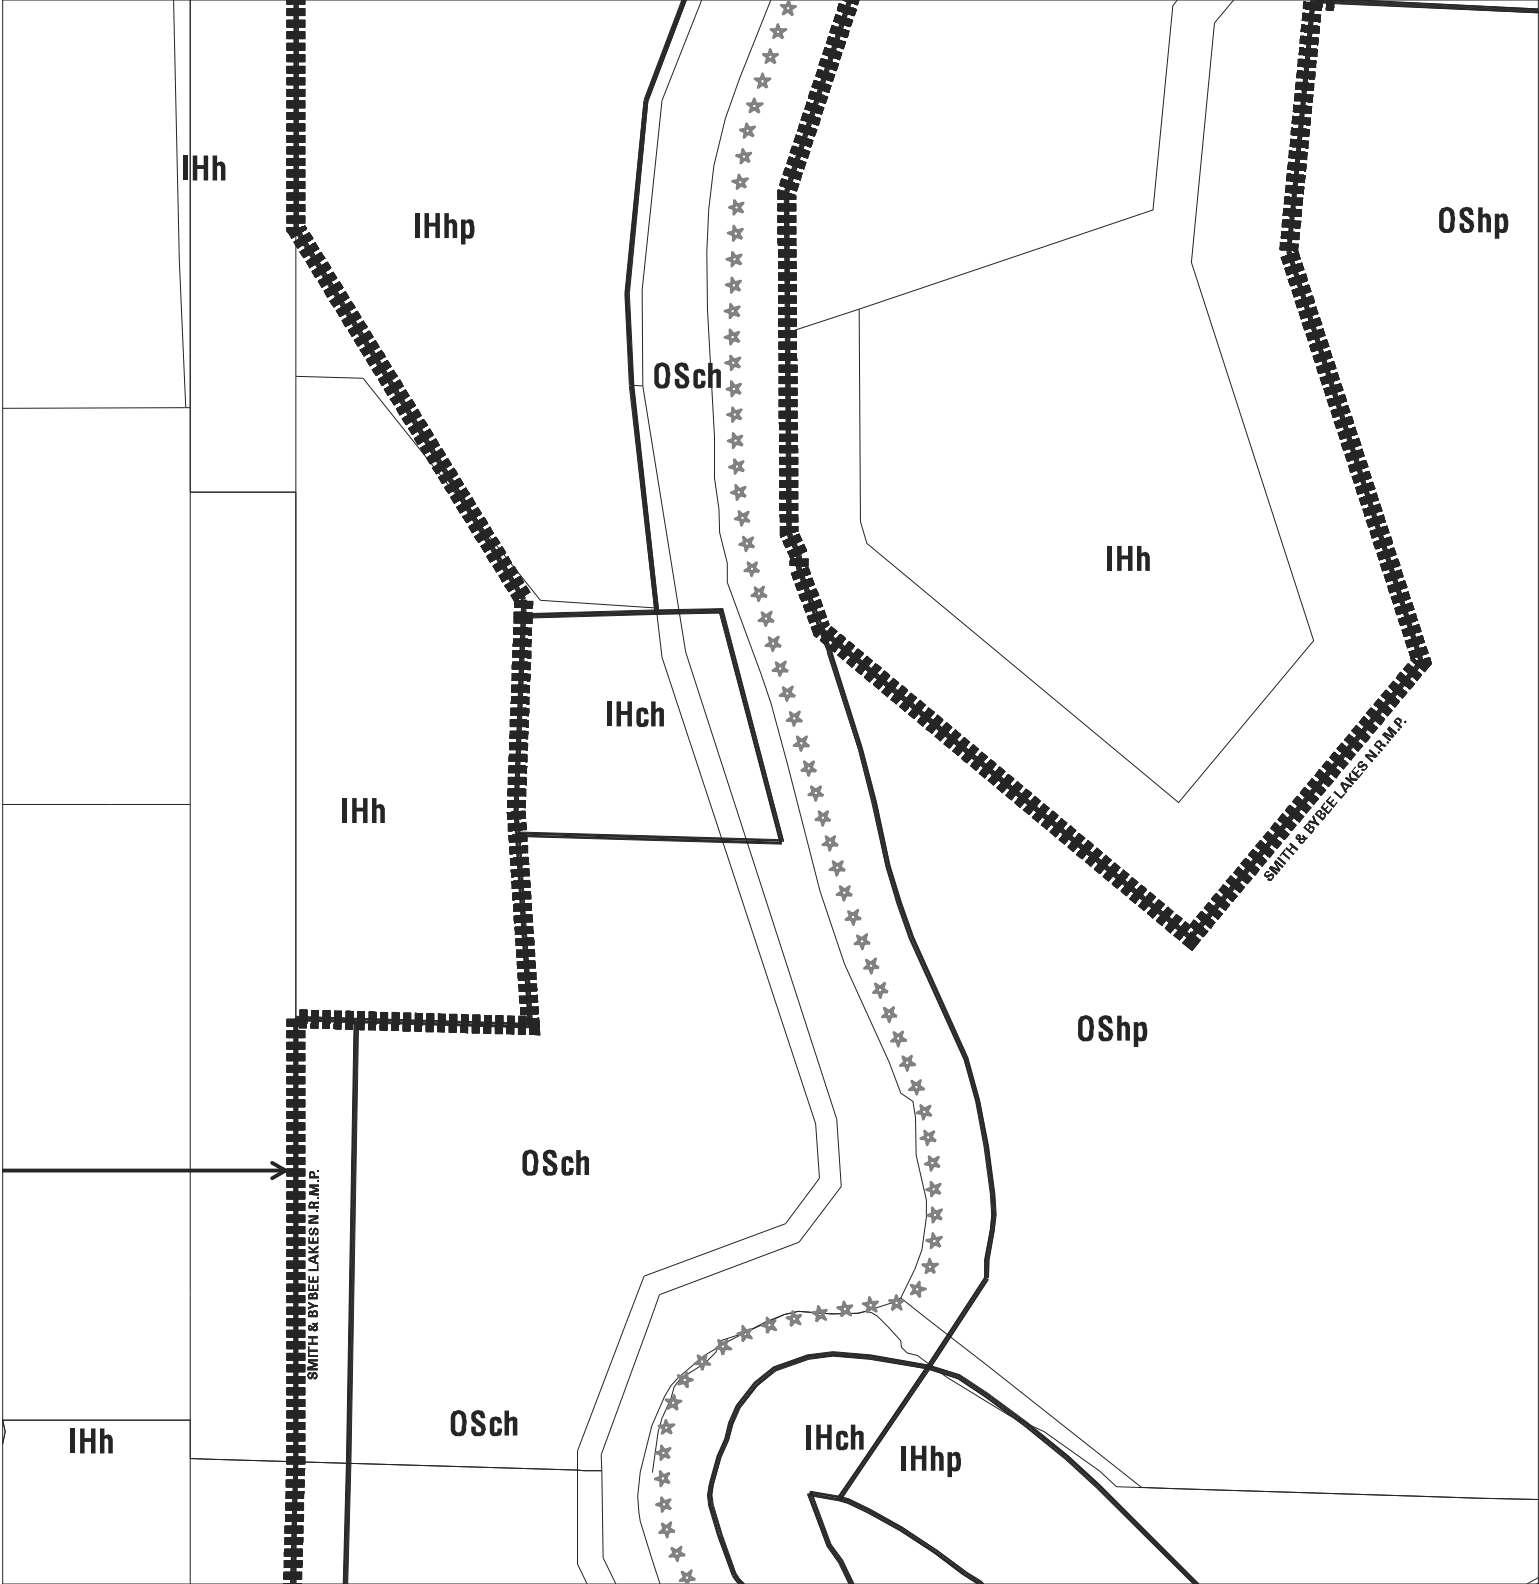 IHh
IHhp
OShp
OSch
IHh
IHch
IHh
SMITH & BYBEE LAKES N.R.M.P.
OShp
OSch
SMITH & BYBEE LAKES N.R.M.P.
OSch
IHh
IHch
IHhp